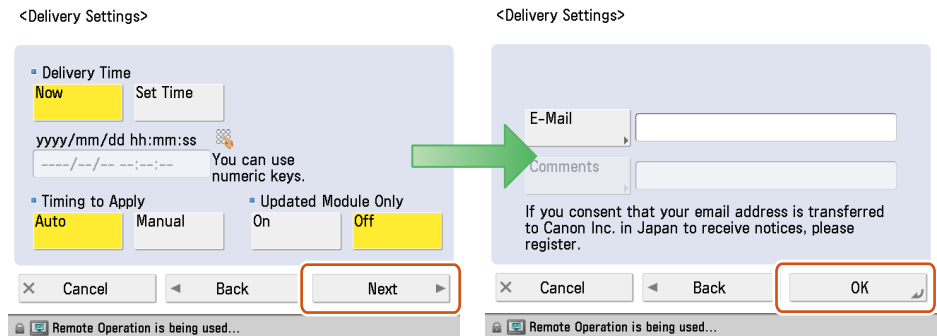 <Delivery Settings>
Delivery Time
Now Set Time
yyyy/mm/dd hh:mm:ss
----/--/-- --:--:-- You can use
numeric keys.
Timing to Apply Updated Module Only
Auto Manual On Off
Cancel Back Next
Remote Operation is being used...
<Delivery Settings>
E-Mail
Comments
If you consent that your email address is transferred
to Canon Inc. in Japan to receive notices, please
register.
Cancel Back OK
Remote Operation is being used...